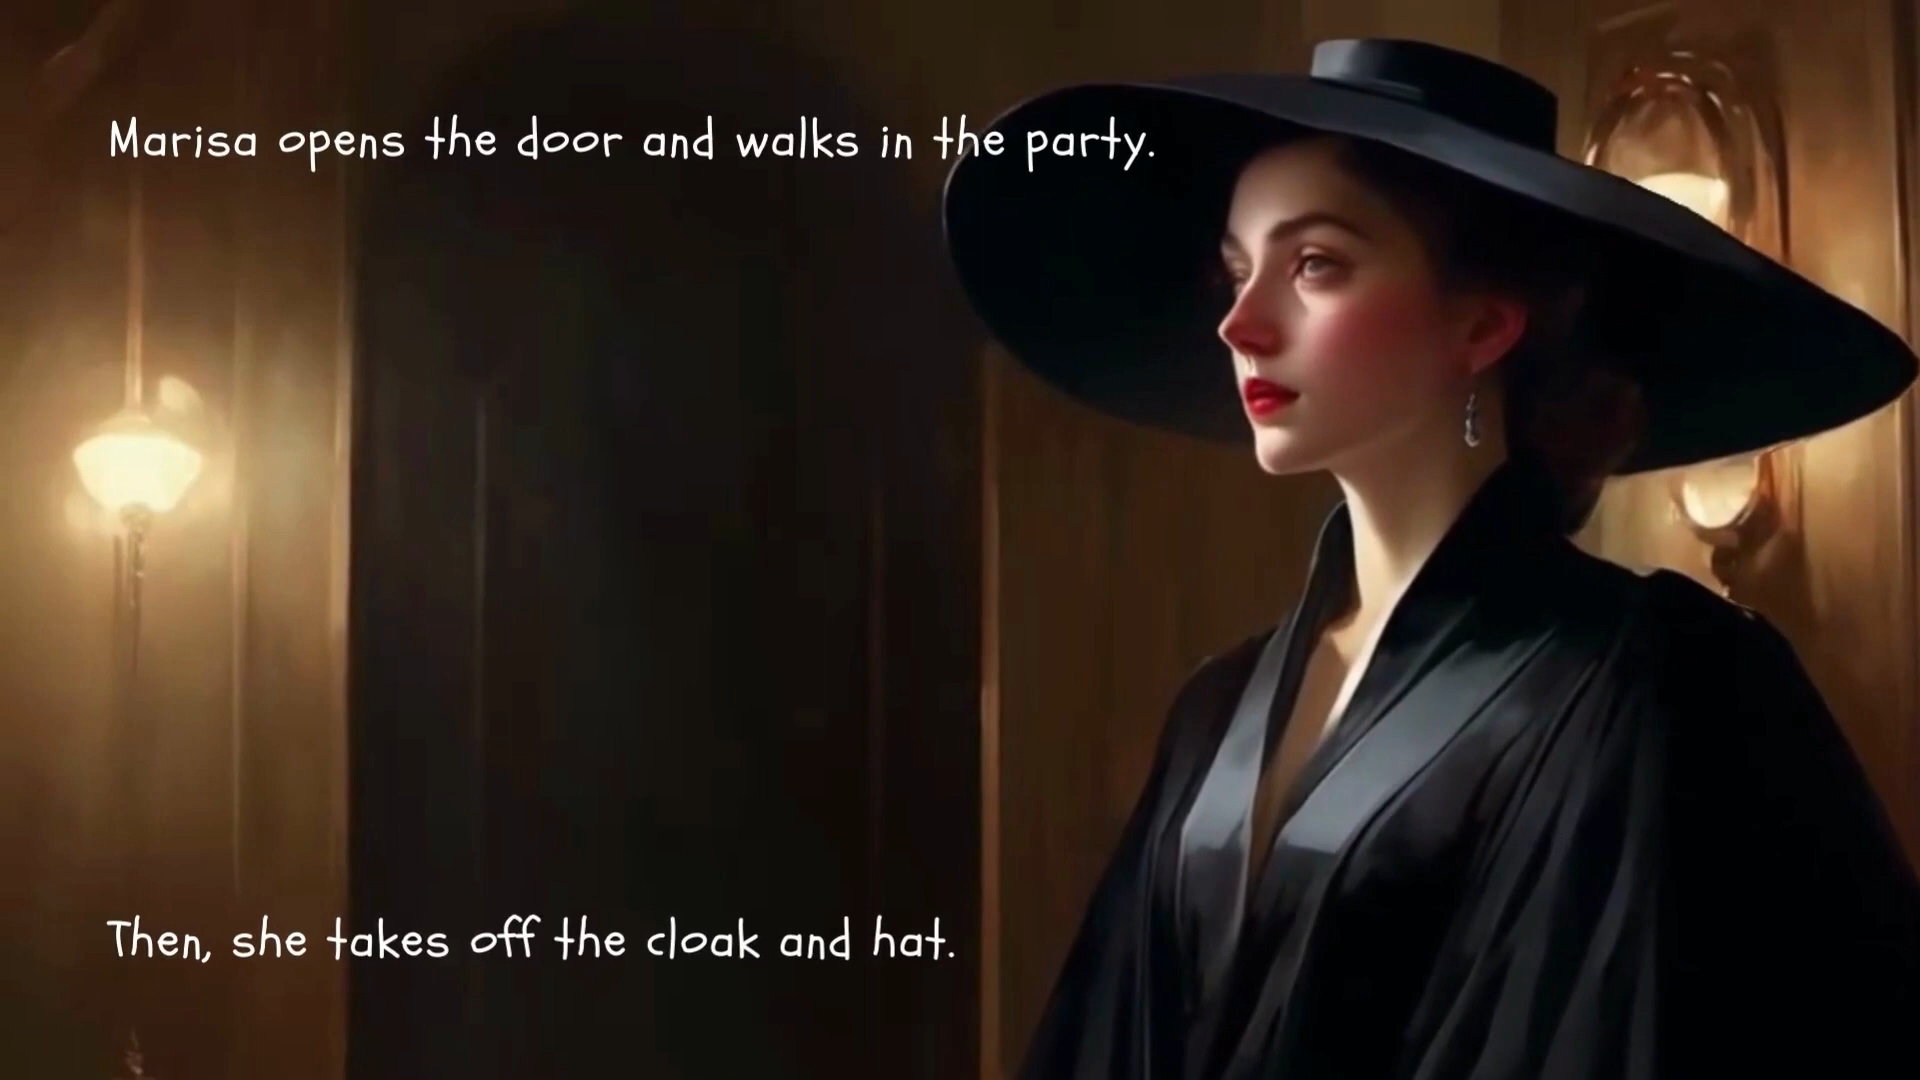 Marisa opens the door and walks in the party.
Then, she takes off the cloak and hat.